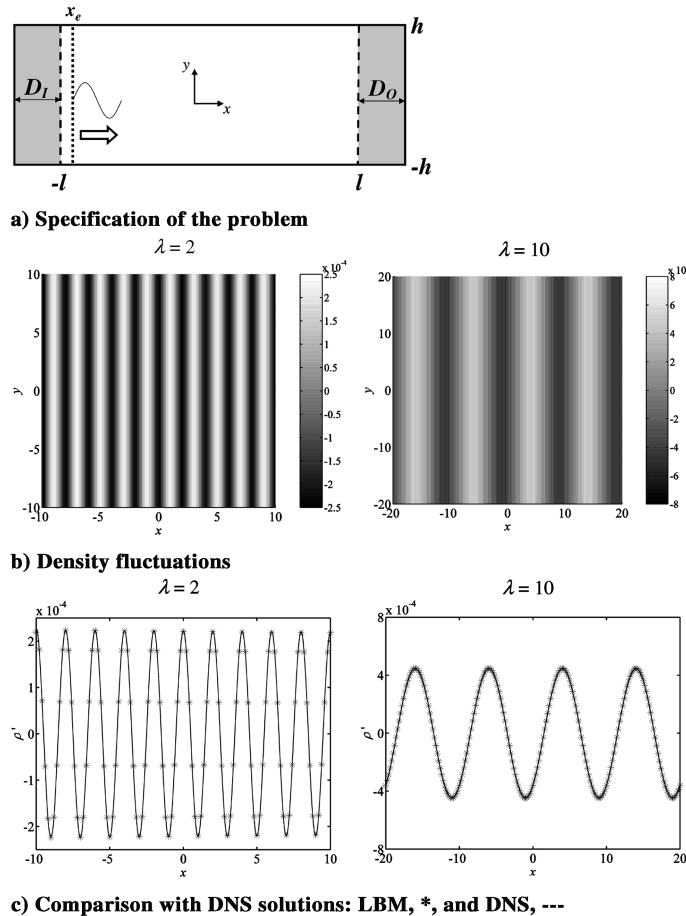 x_e
h
D_I
y
x
D_O
-l
l
-h
a) Specification of the problem
λ = 2
λ = 10
x 10^-4
x 10
10
5
0
-5
-10
y
-10 -5 0 5 10
x
2.5
2
1.5
1
0.5
0
-0.5
-1
-1.5
-2
-2.5
20
10
0
-10
-20
y
-20 -10 0 10 20
x
8
6
4
2
0
-2
-4
-6
-8
b) Density fluctuations
λ = 2
λ = 10
x 10^-4
2
1
0
-1
-2
ρ'
-10 -5 0 5 10
x
x 10^-4
8
4
0
-4
-8
ρ'
-20 -10 0 10 20
x
c) Comparison with DNS solutions: LBM, *, and DNS, ---